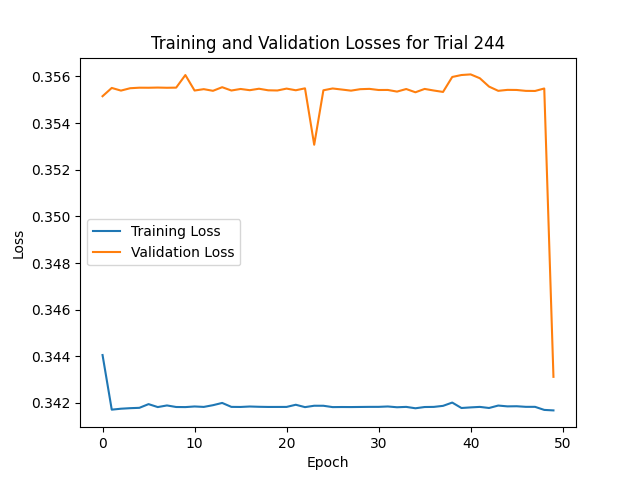 Training and Validation Losses for Trial 244
0.356
0.354
0.352
0.350
0.348
0.346
0.344
0.342
Loss
Training Loss
Validation Loss
0 10 20 30 40 50
Epoch